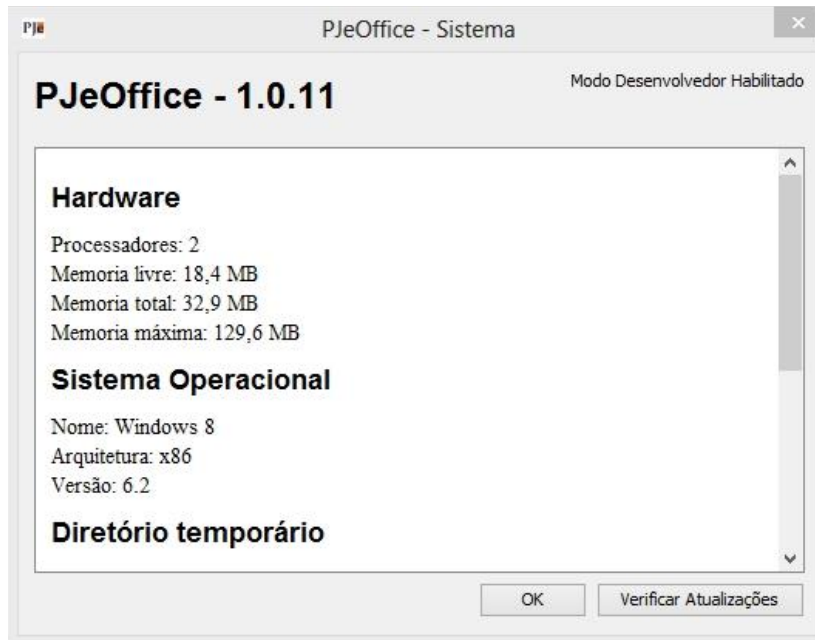 PJe
PJeOffice - Sistema
PJeOffice - 1.0.11
Modo Desenvolvedor Habilitado
Hardware
Processadores: 2
Memoria livre: 18,4 MB
Memoria total: 32,9 MB
Memoria máxima: 129,6 MB
Sistema Operacional
Nome: Windows 8
Arquitetura: x86
Versão: 6.2
Diretório temporário
OK
Verificar Atualizações